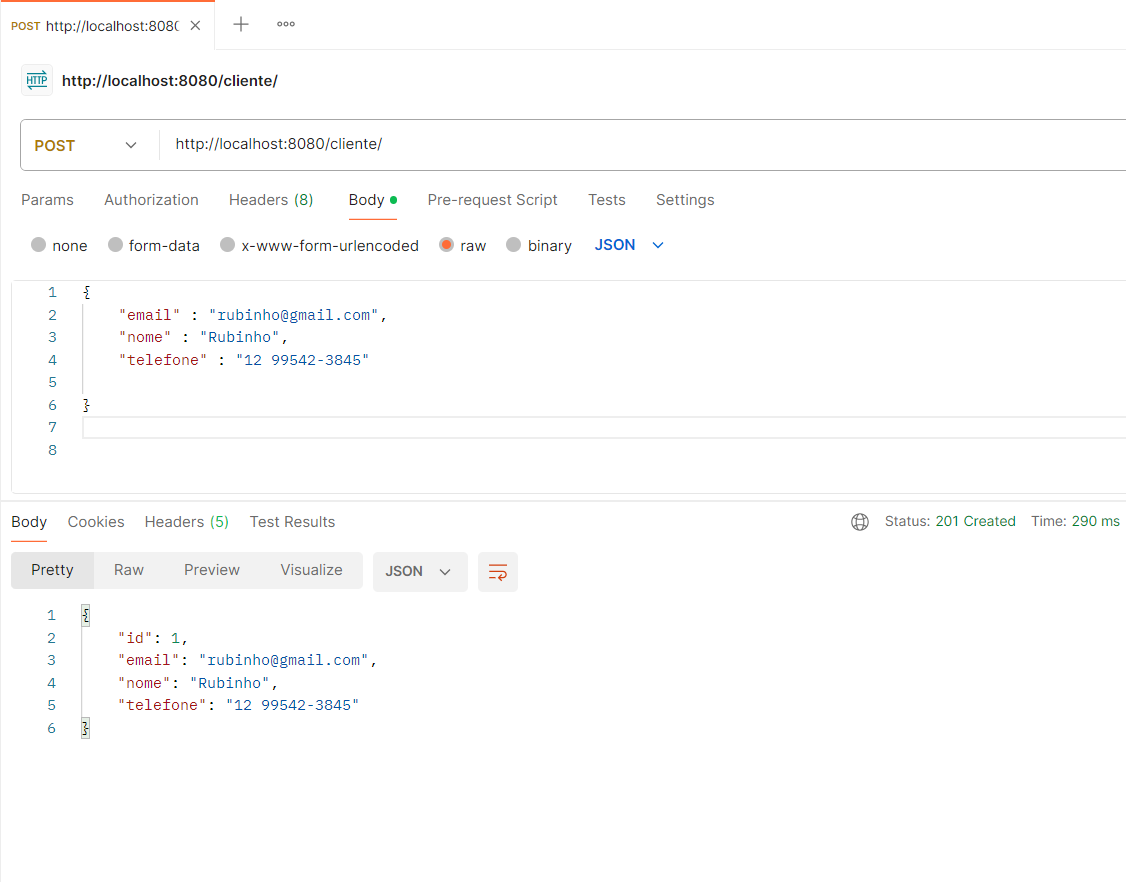 POST http://localhost:808
HTTP http://localhost:8080/cliente/
POST http://localhost:8080/cliente/
Params Authorization Headers (8) Body Pre-request Script Tests Settings
none form-data x-www-form-urlencoded raw binary JSON
1 {
2 "email" : "rubinho@gmail.com",
3 "nome" : "Rubinho",
4 "telefone" : "12 99542-3845"
5
6 }
7
8
Body Cookies Headers (5) Test Results Status: 201 Created Time: 290 ms
Pretty Raw Preview Visualize JSON
1 {
2 "id": 1,
3 "email": "rubinho@gmail.com",
4 "nome": "Rubinho",
5 "telefone": "12 99542-3845"
6 }